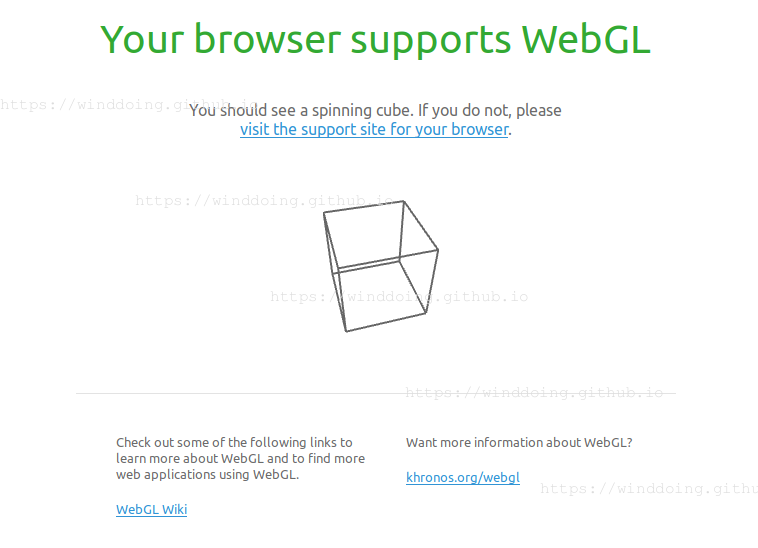 Your browser supports WebGL
https://winddoing.github.io
You should see a spinning cube. If you do not, please
visit the support site for your browser.
https://winddoing.github.io
https://winddoing.github.io
https://winddoing.github.io
Check out some of the following links to
learn more about WebGL and to find more
web applications using WebGL.
WebGL Wiki
Want more information about WebGL?
khronos.org/webgl
https://winddoing.githu